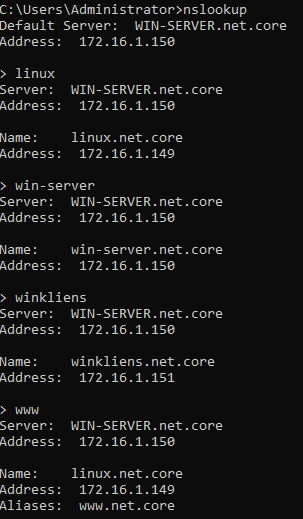 C:\Users\Administrator>nslookup
Default Server:  WIN-SERVER.net.core
Address:  172.16.1.150
> linux
Server:  WIN-SERVER.net.core
Address:  172.16.1.150
Name:    linux.net.core
Address:  172.16.1.149
> win-server
Server:  WIN-SERVER.net.core
Address:  172.16.1.150
Name:    win-server.net.core
Address:  172.16.1.150
> winkliens
Server:  WIN-SERVER.net.core
Address:  172.16.1.150
Name:    winkliens.net.core
Address:  172.16.1.151
> www
Server:  WIN-SERVER.net.core
Address:  172.16.1.150
Name:    linux.net.core
Address:  172.16.1.149
Aliases:  www.net.core